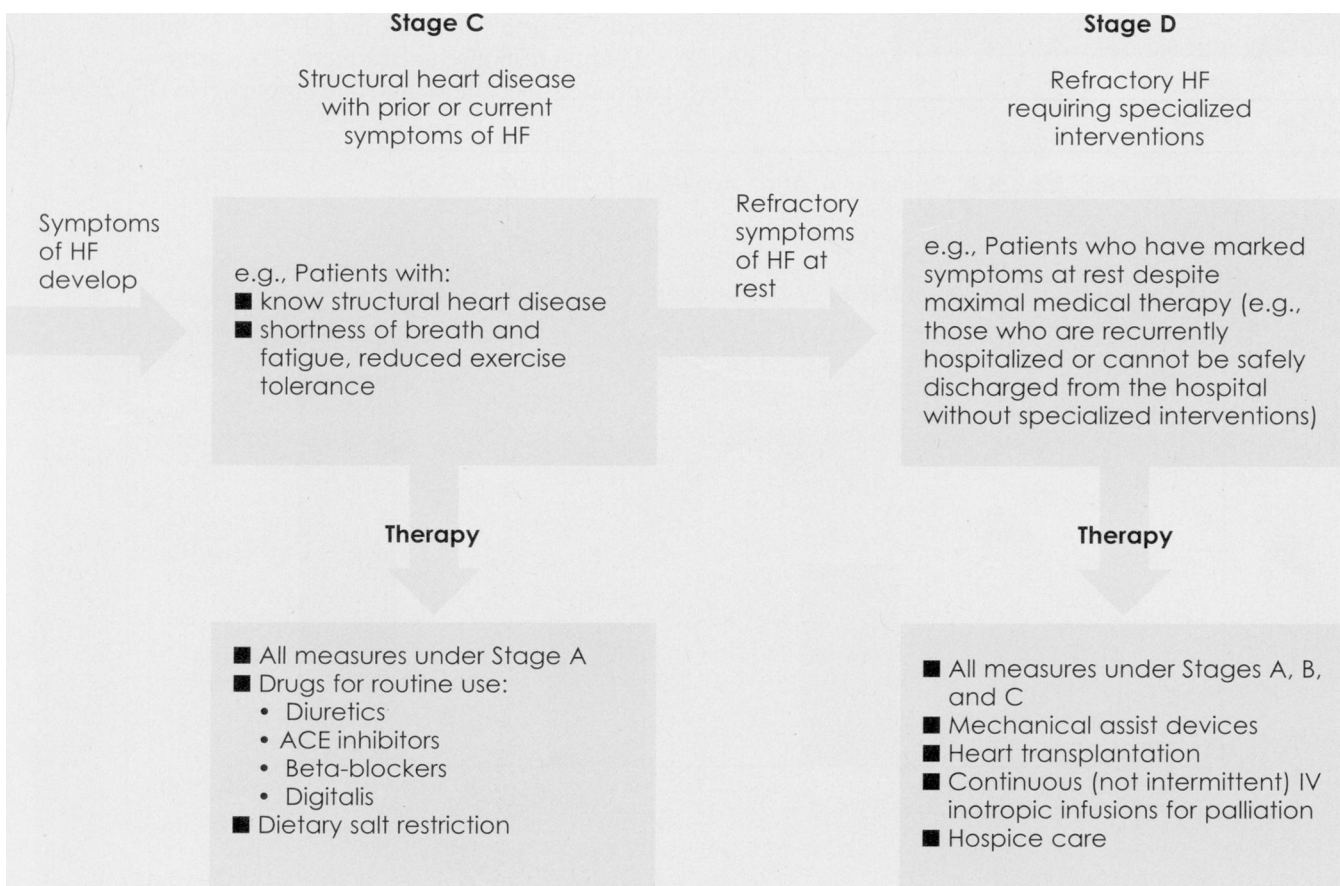 Stage C
Structural heart disease
with prior or current
symptoms of HF
Symptoms
of HF
develop
e.g., Patients with:
■ know structural heart disease
■ shortness of breath and
fatigue, reduced exercise
tolerance
Therapy
■ All measures under Stage A
■ Drugs for routine use:
• Diuretics
• ACE inhibitors
• Beta-blockers
• Digitalis
■ Dietary salt restriction
Refractory
symptoms
of HF at
rest
Stage D
Refractory HF
requiring specialized
interventions
e.g., Patients who have marked
symptoms at rest despite
maximal medical therapy (e.g.,
those who are recurrently
hospitalized or cannot be safely
discharged from the hospital
without specialized interventions)
Therapy
■ All measures under Stages A, B,
and C
■ Mechanical assist devices
■ Heart transplantation
■ Continuous (not intermittent) IV
inotropic infusions for palliation
■ Hospice care